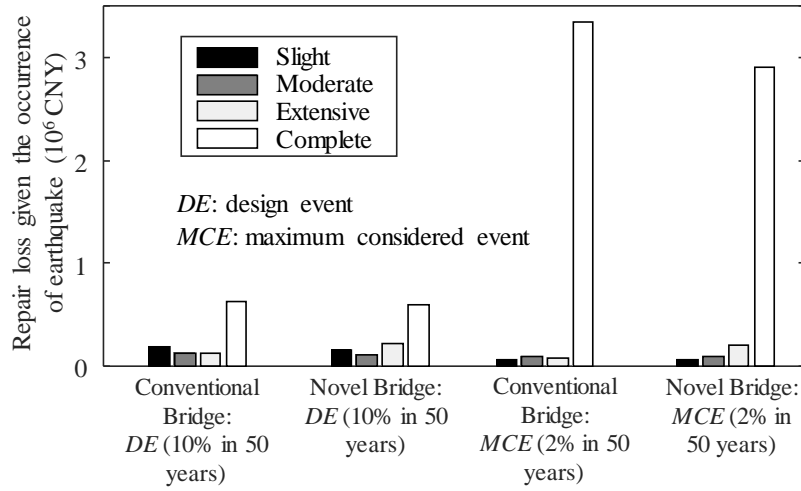 Repair loss given the occurrence
of earthquake (10⁶ CNY)
3
2
1
0
Slight
Moderate
Extensive
Complete
DE: design event
MCE: maximum considered event
Conventional
Bridge:
DE (10% in 50
years)
Novel Bridge:
DE (10% in 50
years)
Conventional
Bridge:
MCE (2% in 50
years)
Novel Bridge:
MCE (2% in
50 years)